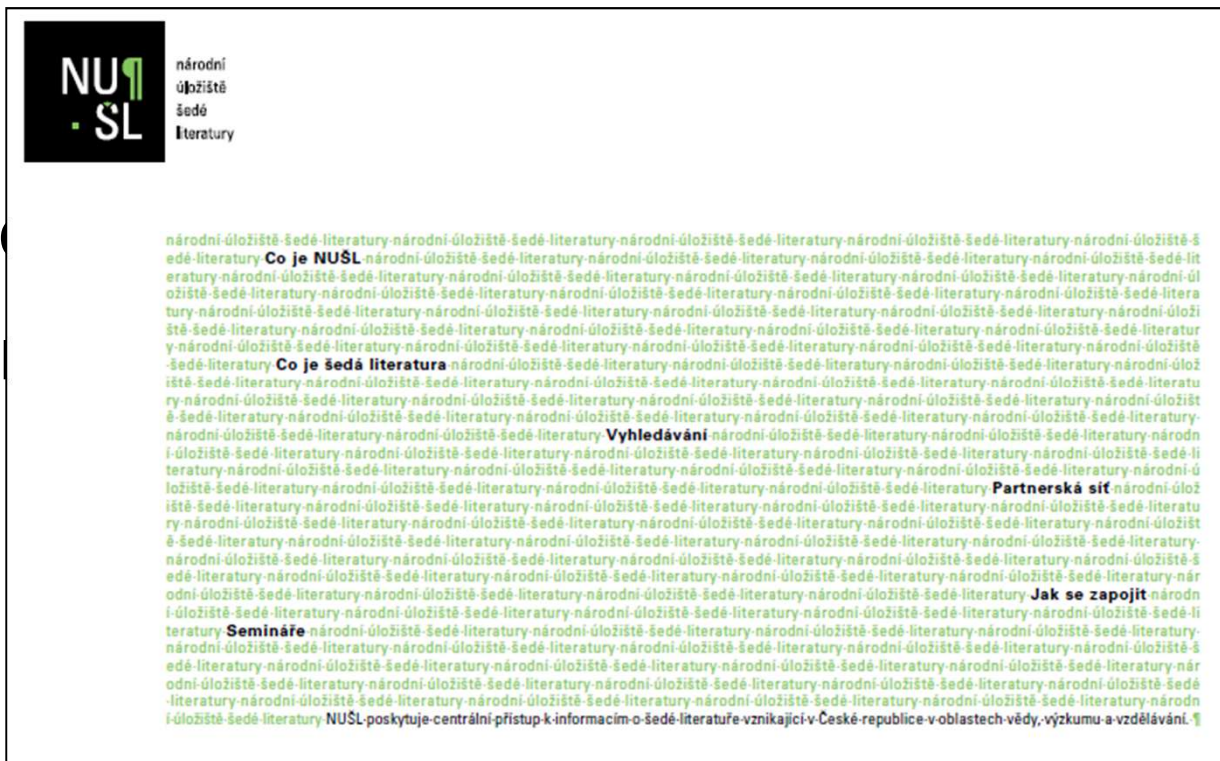 NU¶
· ŠL
národní
úložiště
šedé
literatury
národní·úložiště·šedé·literatury·národní·úložiště·šedé·literatury·národní·úložiště·šedé·literatury·národní·úložiště·šedé·literatury·národní·úložiště·š
edé·literatury·Co je NUŠL·národní·úložiště·šedé·literatury·národní·úložiště·šedé·literatury·národní·úložiště·šedé·literatury·národní·úložiště·šedé·lit
eratury·národní·úložiště·šedé·literatury·národní·úložiště·šedé·literatury·národní·úložiště·šedé·literatury·národní·úložiště·šedé·literatury·národní·úl
ožiště·šedé·literatury·národní·úložiště·šedé·literatury·národní·úložiště·šedé·literatury·národní·úložiště·šedé·literatury·národní·úložiště·šedé·litera
tury·národní·úložiště·šedé·literatury·národní·úložiště·šedé·literatury·národní·úložiště·šedé·literatury·národní·úložiště·šedé·literatury·národní·úloži
ště·šedé·literatury·národní·úložiště·šedé·literatury·národní·úložiště·šedé·literatury·národní·úložiště·šedé·literatury·národní·úložiště·šedé·literatur
y·národní·úložiště·šedé·literatury·národní·úložiště·šedé·literatury·národní·úložiště·šedé·literatury·národní·úložiště·šedé·literatury·národní·úložiště
·šedé·literatury·Co je šedá literatura·národní·úložiště·šedé·literatury·národní·úložiště·šedé·literatury·národní·úložiště·šedé·literatury·národní·úlož
iště·šedé·literatury·národní·úložiště·šedé·literatury·národní·úložiště·šedé·literatury·národní·úložiště·šedé·literatury·národní·úložiště·šedé·literatu
ry·národní·úložiště·šedé·literatury·národní·úložiště·šedé·literatury·národní·úložiště·šedé·literatury·národní·úložiště·šedé·literatury·národní·úložišt
ě·šedé·literatury·národní·úložiště·šedé·literatury·národní·úložiště·šedé·literatury·národní·úložiště·šedé·literatury·národní·úložiště·šedé·literatury·
národní·úložiště·šedé·literatury·národní·úložiště·šedé·literatury·Vyhledávání·národní·úložiště·šedé·literatury·národní·úložiště·šedé·literatury·národn
í·úložiště·šedé·literatury·národní·úložiště·šedé·literatury·národní·úložiště·šedé·literatury·národní·úložiště·šedé·literatury·národní·úložiště·šedé·li
teratury·národní·úložiště·šedé·literatury·národní·úložiště·šedé·literatury·národní·úložiště·šedé·literatury·národní·úložiště·šedé·literatury·národní·ú
ložiště·šedé·literatury·národní·úložiště·šedé·literatury·národní·úložiště·šedé·literatury·národní·úložiště·šedé·literatury·Partnerská síť·národní·úlož
iště·šedé·literatury·národní·úložiště·šedé·literatury·národní·úložiště·šedé·literatury·národní·úložiště·šedé·literatury·národní·úložiště·šedé·literatu
ry·národní·úložiště·šedé·literatury·národní·úložiště·šedé·literatury·národní·úložiště·šedé·literatury·národní·úložiště·šedé·literatury·národní·úložišt
ě·šedé·literatury·národní·úložiště·šedé·literatury·národní·úložiště·šedé·literatury·národní·úložiště·šedé·literatury·národní·úložiště·šedé·literatury·
národní·úložiště·šedé·literatury·národní·úložiště·šedé·literatury·národní·úložiště·šedé·literatury·národní·úložiště·šedé·literatury·národní·úložiště·š
edé·literatury·národní·úložiště·šedé·literatury·národní·úložiště·šedé·literatury·národní·úložiště·šedé·literatury·národní·úložiště·šedé·literatury·nár
odní·úložiště·šedé·literatury·národní·úložiště·šedé·literatury·národní·úložiště·šedé·literatury·národní·úložiště·šedé·literatury·Jak se zapojit·národn
í·úložiště·šedé·literatury·národní·úložiště·šedé·literatury·národní·úložiště·šedé·literatury·národní·úložiště·šedé·literatury·národní·úložiště·šedé·li
teratury·Semináře·národní·úložiště·šedé·literatury·národní·úložiště·šedé·literatury·národní·úložiště·šedé·literatury·národní·úložiště·šedé·literatury·
národní·úložiště·šedé·literatury·národní·úložiště·šedé·literatury·národní·úložiště·šedé·literatury·národní·úložiště·šedé·literatury·národní·úložiště·š
edé·literatury·národní·úložiště·šedé·literatury·národní·úložiště·šedé·literatury·národní·úložiště·šedé·literatury·národní·úložiště·šedé·literatury·nár
odní·úložiště·šedé·literatury·národní·úložiště·šedé·literatury·národní·úložiště·šedé·literatury·národní·úložiště·šedé·literatury·národní·úložiště·šedé
·literatury·národní·úložiště·šedé·literatury·národní·úložiště·šedé·literatury·národní·úložiště·šedé·literatury·národní·úložiště·šedé·literatury·národn
í·úložiště·šedé·literatury·NUŠL·poskytuje·centrální·přístup·k·informacím·o·šedé·literatuře·vznikající·v·České·republice·v·oblastech·vědy,·výzkumu·a·vzdělávání.·¶